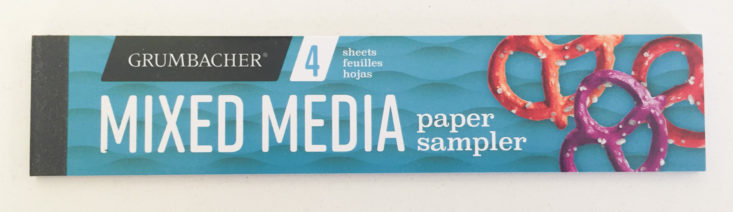 GRUMBACHER®
4
sheets
feuilles
hojas
MIXED MEDIA
paper
sampler